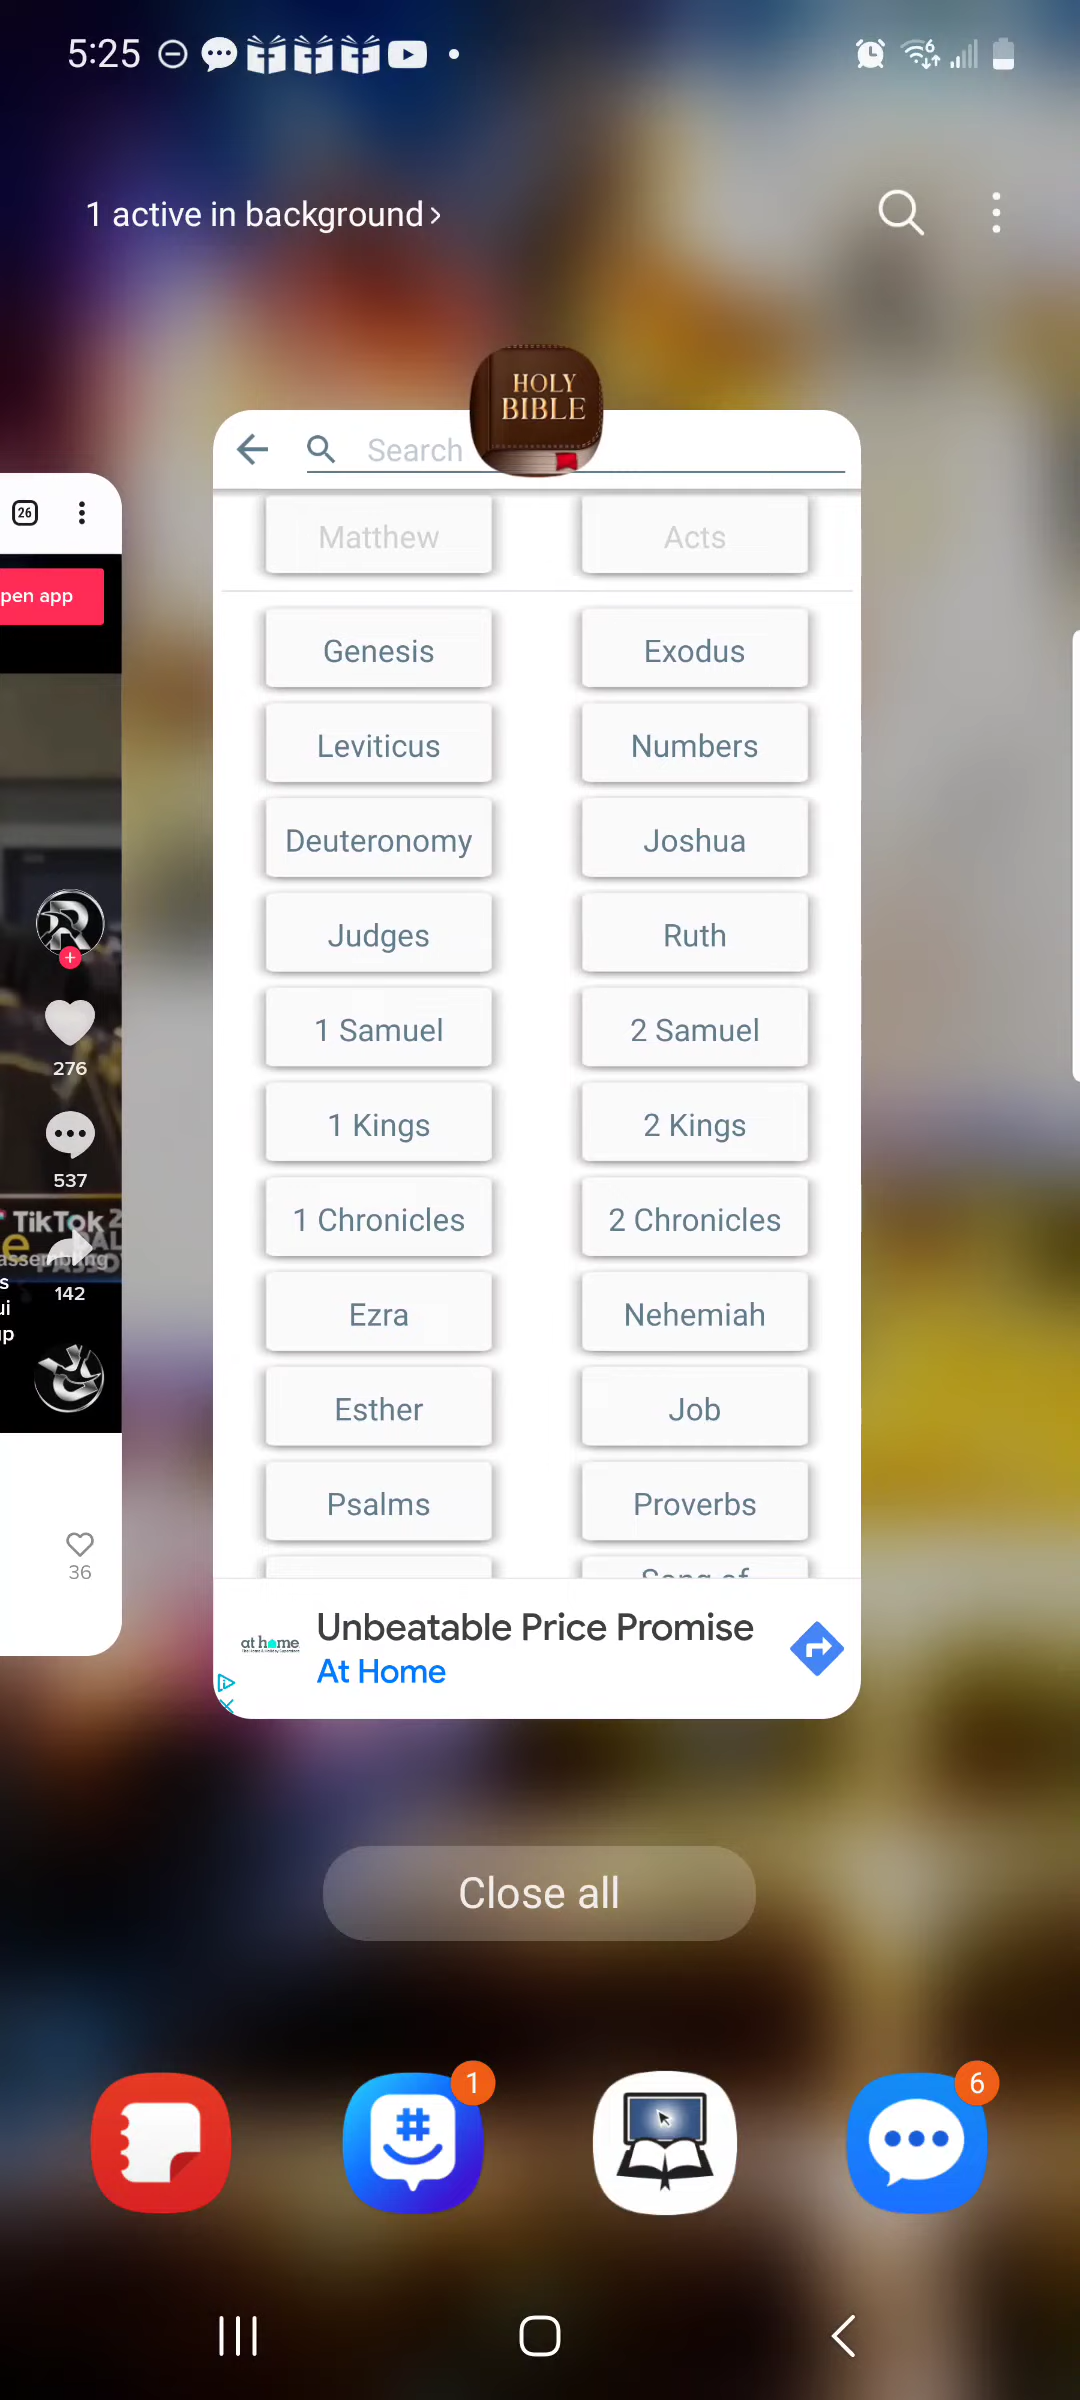 5:25
6
1 active in background >
HOLY
BIBLE
Search
26
Matthew
Acts
pen app
Genesis
Exodus
Leviticus
Numbers
Deuteronomy
Joshua
Judges
Ruth
1 Samuel
2 Samuel
276
1 Kings
2 Kings
537
1 Chronicles
2 Chronicles
TikTok
assembling
142
Ezra
Nehemiah
Esther
Job
Psalms
Proverbs
Song of
36
at home
Unbeatable Price Promise
At Home
Close all
1
6
#